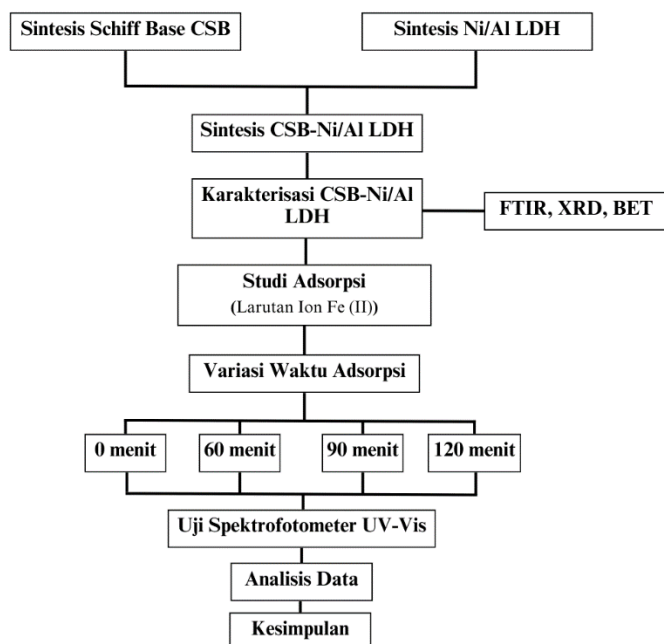 Sintesis Schiff Base CSB
Sintesis Ni/Al LDH
Sintesis CSB-Ni/Al LDH
Karakterisasi CSB-Ni/Al
LDH
FTIR, XRD, BET
Studi Adsorpsi
(Larutan Ion Fe (II))
Variasi Waktu Adsorpsi
0 menit
60 menit
90 menit
120 menit
Uji Spektrofotometer UV-Vis
Analisis Data
Kesimpulan